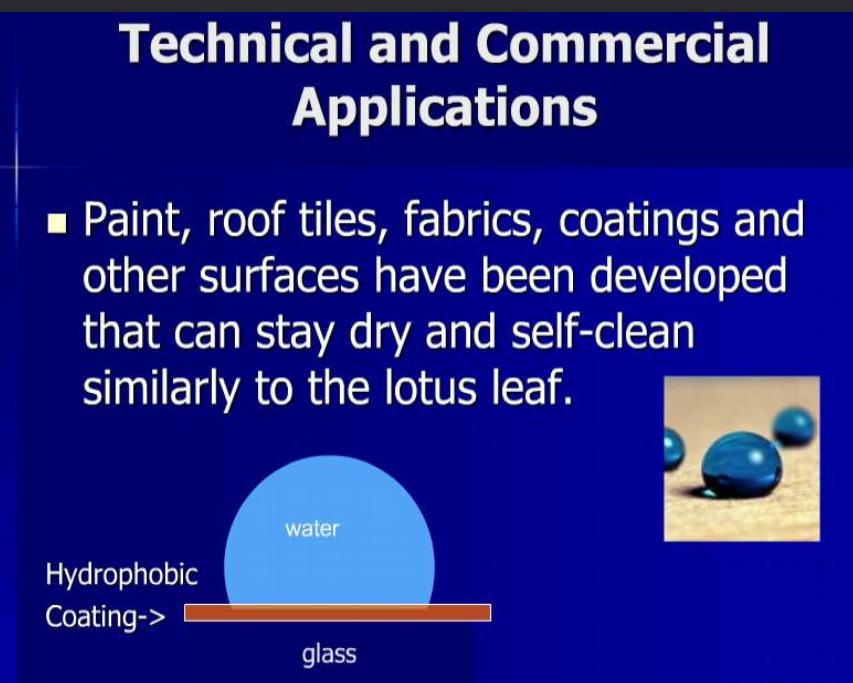 Technical and Commercial
Applications
Paint, roof tiles, fabrics, coatings and
other surfaces have been developed
that can stay dry and self-clean
similarly to the lotus leaf.
water
Hydrophobic
Coating->
glass